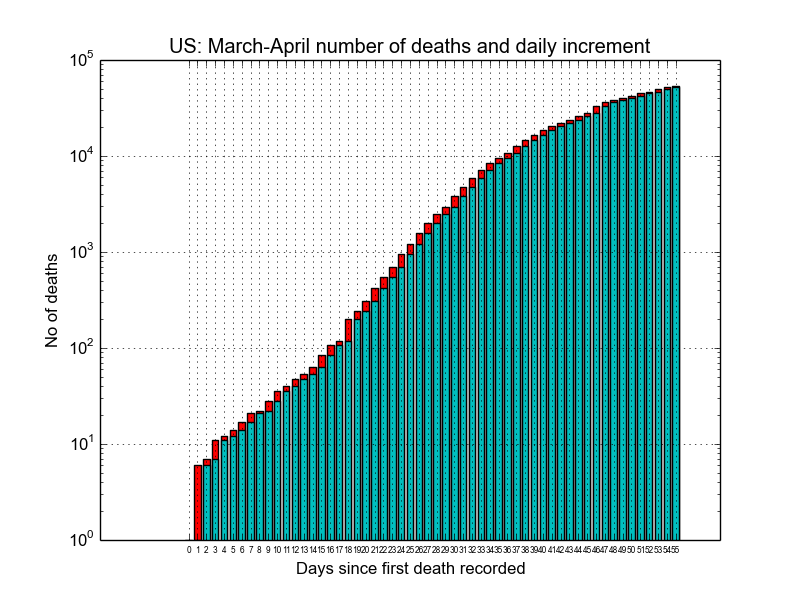 US: March-April number of deaths and daily increment
10^5
10^4
10^3
10^2
10^1
10^0
No of deaths
0 1 2 3 4 5 6 7 8 9 10 11 12 13 14 15 16 17 18 19 20 21 22 23 24 25 26 27 28 29 30 31 32 33 34 35 36 37 38 39 40 41 42 43 44 45 46 47 48 49 50 51 52 53 54 55
Days since first death recorded